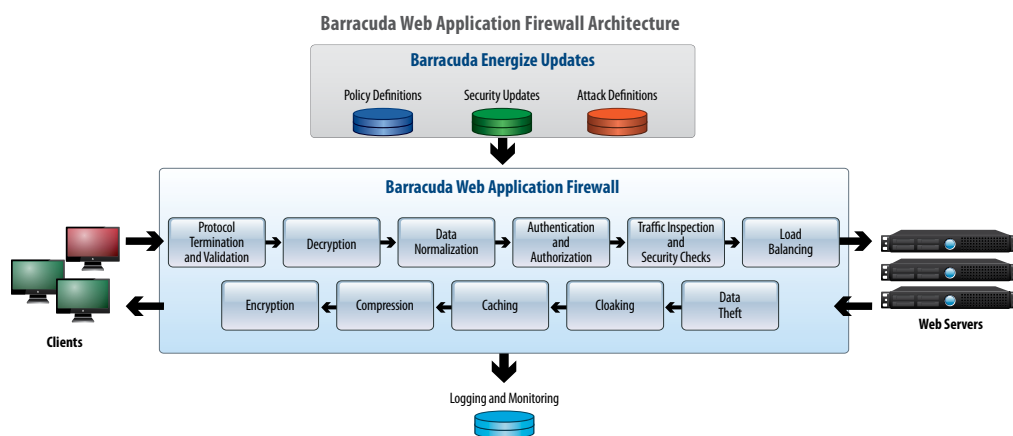 Barracuda Web Application Firewall Architecture
Barracuda Energize Updates
Policy Definitions
Security Updates
Attack Definitions
Barracuda Web Application Firewall
Protocol
Termination
and Validation
Decryption
Data
Normalization
Authentication
and
Authorization
Traffic Inspection
and
Security Checks
Load
Balancing
Encryption
Compression
Caching
Cloaking
Data
Theft
Clients
Web Servers
Logging and Monitoring